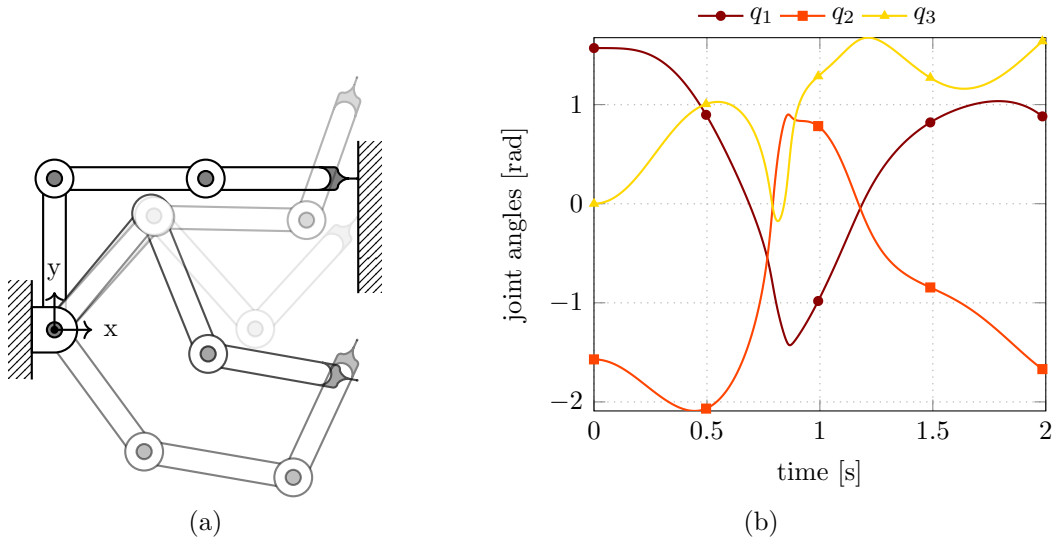 q1 q2 q3
y
x
joint angles [rad]
1
0
−1
−2
0 0.5 1 1.5 2
time [s]
(a) (b)